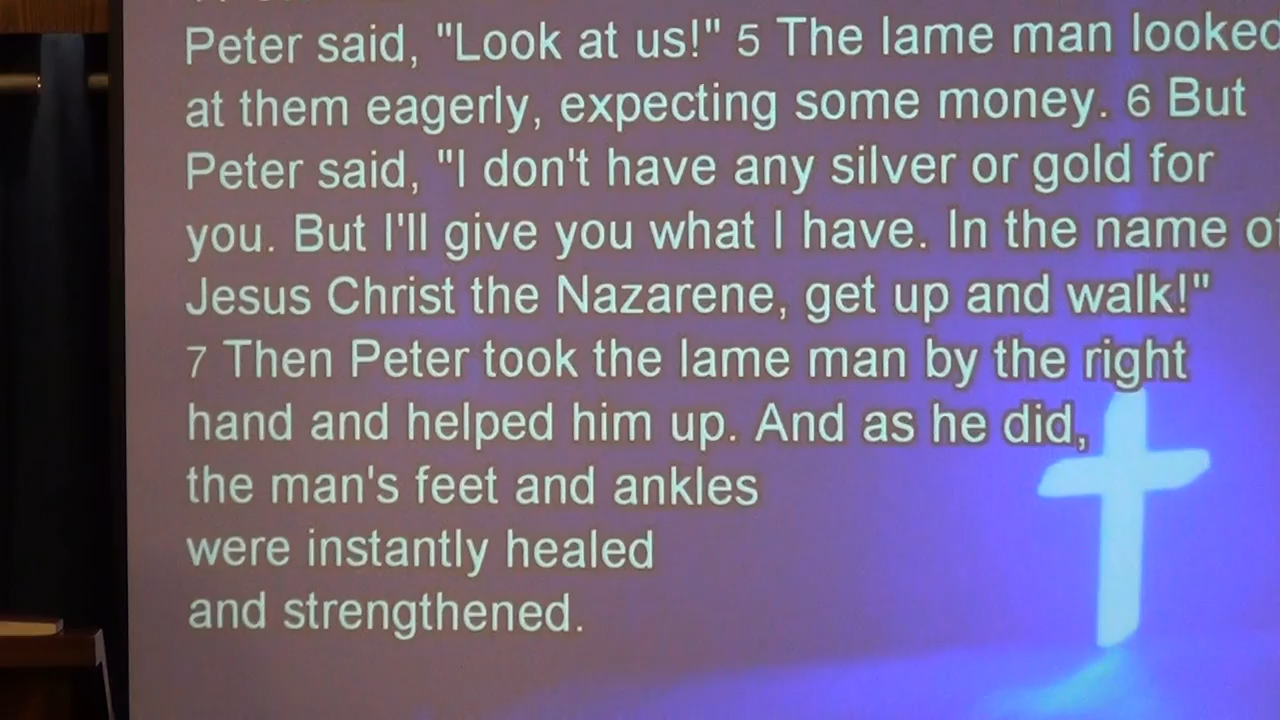 Peter said, "Look at us!" 5 The lame man looked
at them eagerly, expecting some money. 6 But
Peter said, "I don't have any silver or gold for
you. But I'll give you what I have. In the name of
Jesus Christ the Nazarene, get up and walk!"
7 Then Peter took the lame man by the right
hand and helped him up. And as he did,
the man's feet and ankles
were instantly healed
and strengthened.